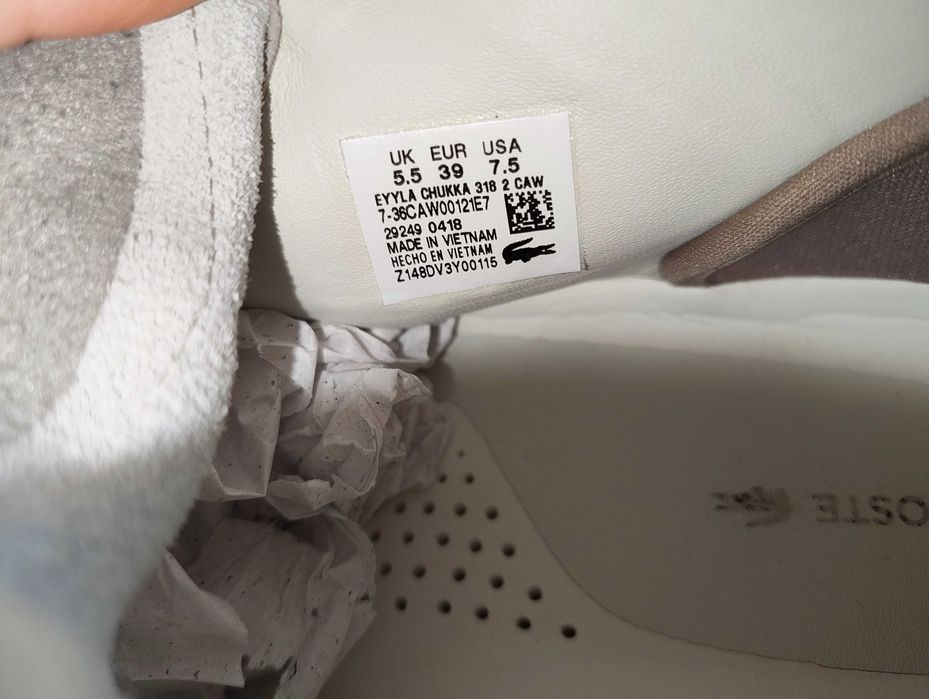 UK EUR USA
5.5 39 7.5
EYYLA CHUKKA 318 2 CAW
7-36CAW00121E7
29249 0418
MADE IN VIETNAM
HECHO EN VIETNAM
Z148DV3Y00115
OSTE